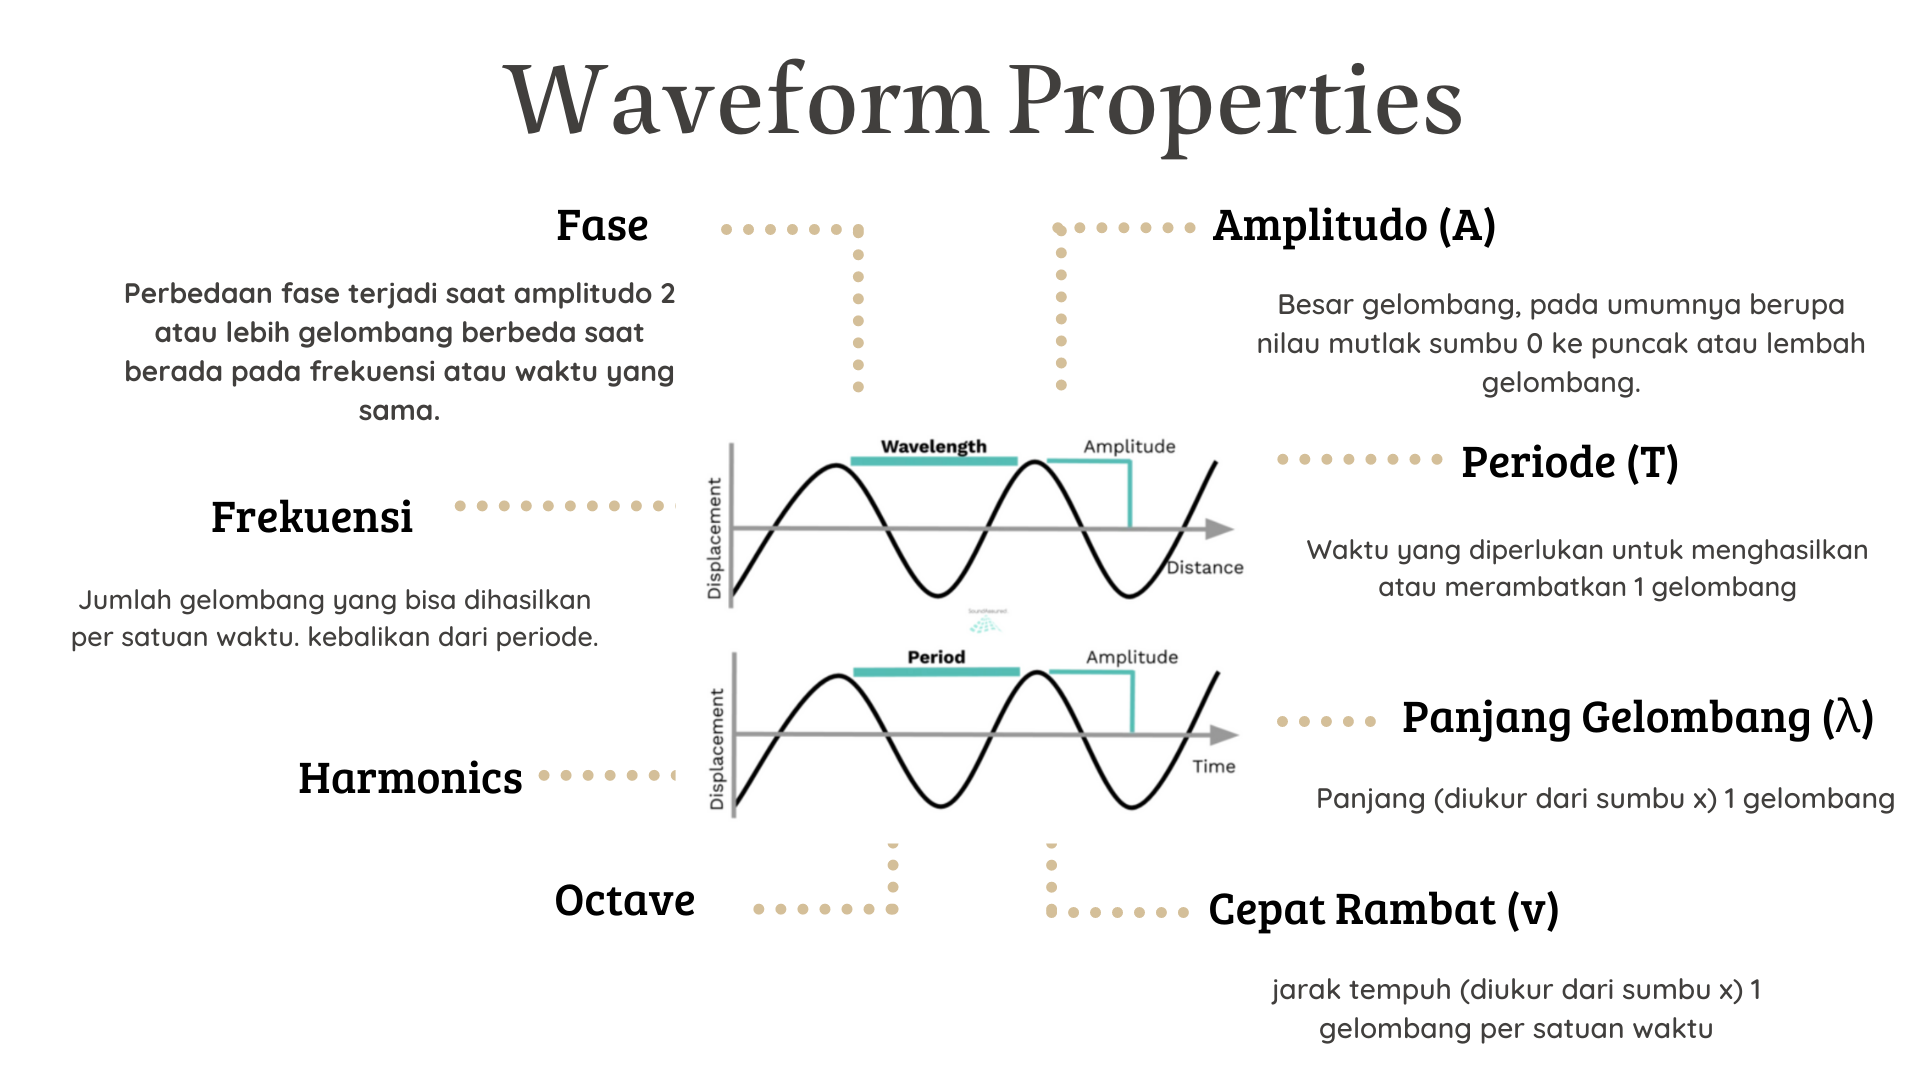 Waveform Properties
Fase
Perbedaan fase terjadi saat amplitudo 2
atau lebih gelombang berbeda saat
berada pada frekuensi atau waktu yang
sama.
Amplitudo (A)
Besar gelombang, pada umumnya berupa
nilau mutlak sumbu 0 ke puncak atau lembah
gelombang.
Frekuensi
Jumlah gelombang yang bisa dihasilkan
per satuan waktu. kebalikan dari periode.
Wavelength
Amplitude
Displacement
Distance
Period
Amplitude
Displacement
Time
Periode (T)
Waktu yang diperlukan untuk menghasilkan
atau merambatkan 1 gelombang
Harmonics
Panjang Gelombang (λ)
Panjang (diukur dari sumbu x) 1 gelombang
Octave
Cepat Rambat (v)
jarak tempuh (diukur dari sumbu x) 1
gelombang per satuan waktu